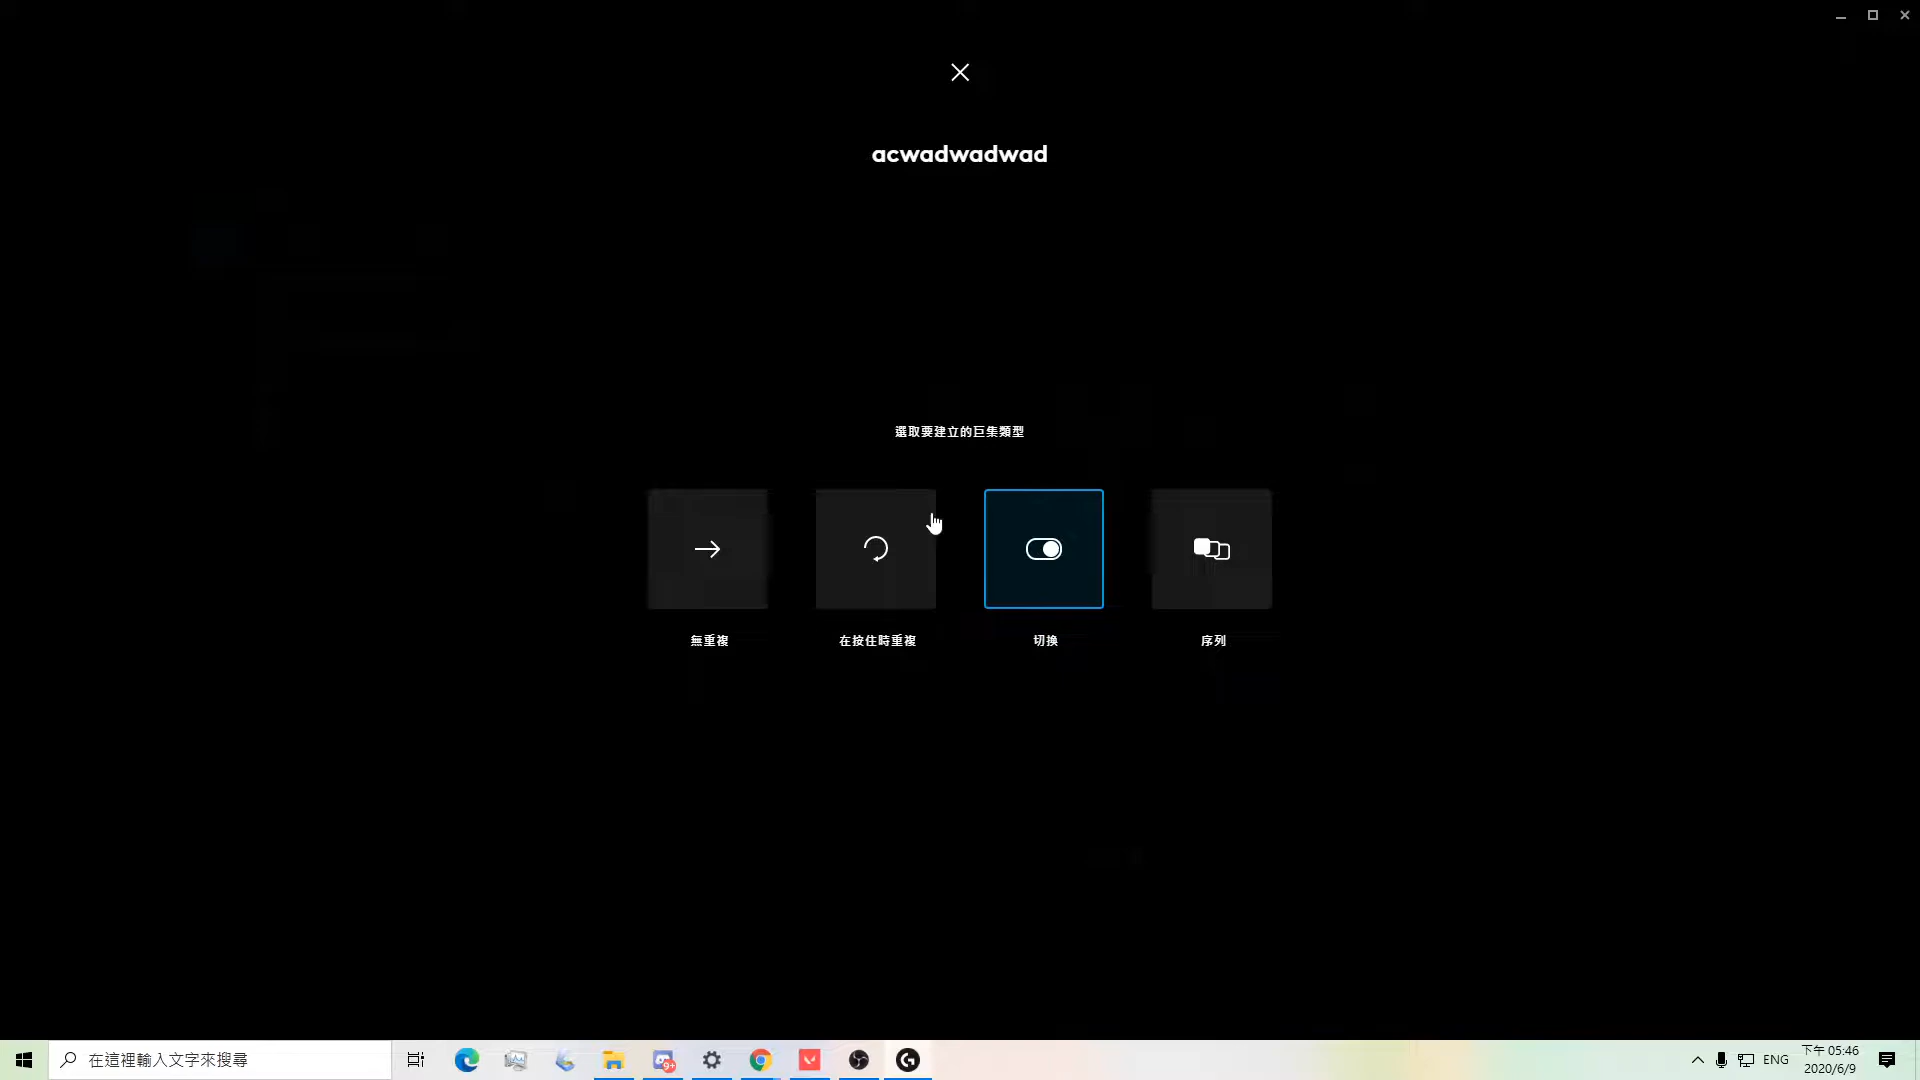 acwadwadwad
選取要建立的巨集類型
無重複
在按住時重複
切換
序列
在這裡輸入文字來搜尋
9+
ENG
下午 05:46
2020/6/9